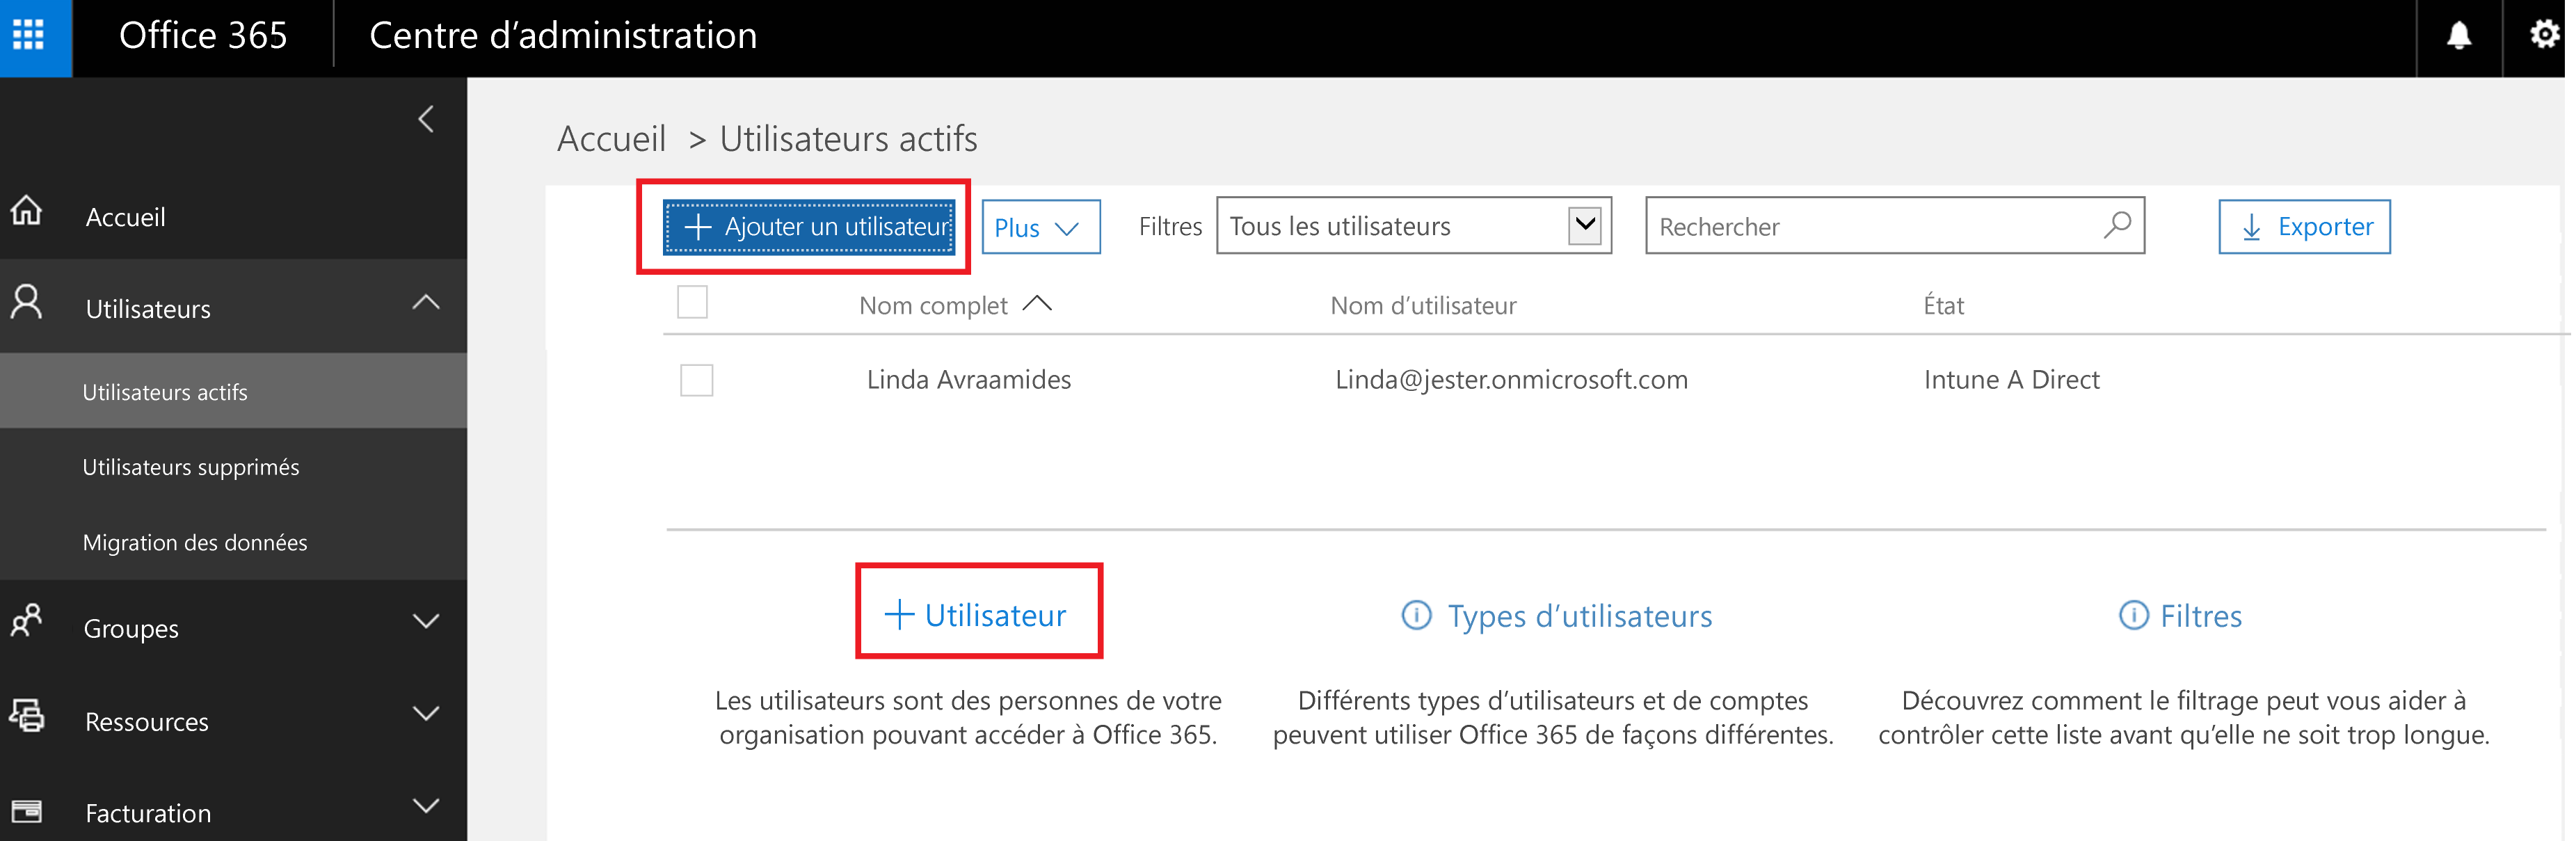 Office 365
Centre d’administration
Accueil
Utilisateurs
Utilisateurs actifs
Utilisateurs supprimés
Migration des données
Groupes
Ressources
Facturation
Accueil > Utilisateurs actifs
Ajouter un utilisateur
Plus
Filtres
Tous les utilisateurs
Rechercher
Exporter
Nom complet
Nom d’utilisateur
État
Linda Avraamides
Linda@jester.onmicrosoft.com
Intune A Direct
+ Utilisateur
Les utilisateurs sont des personnes de votre
organisation pouvant accéder à Office 365.
Types d’utilisateurs
Différents types d’utilisateurs et de comptes
peuvent utiliser Office 365 de façons différentes.
Filtres
Découvrez comment le filtrage peut vous aider à
contrôler cette liste avant qu’elle ne soit trop longue.